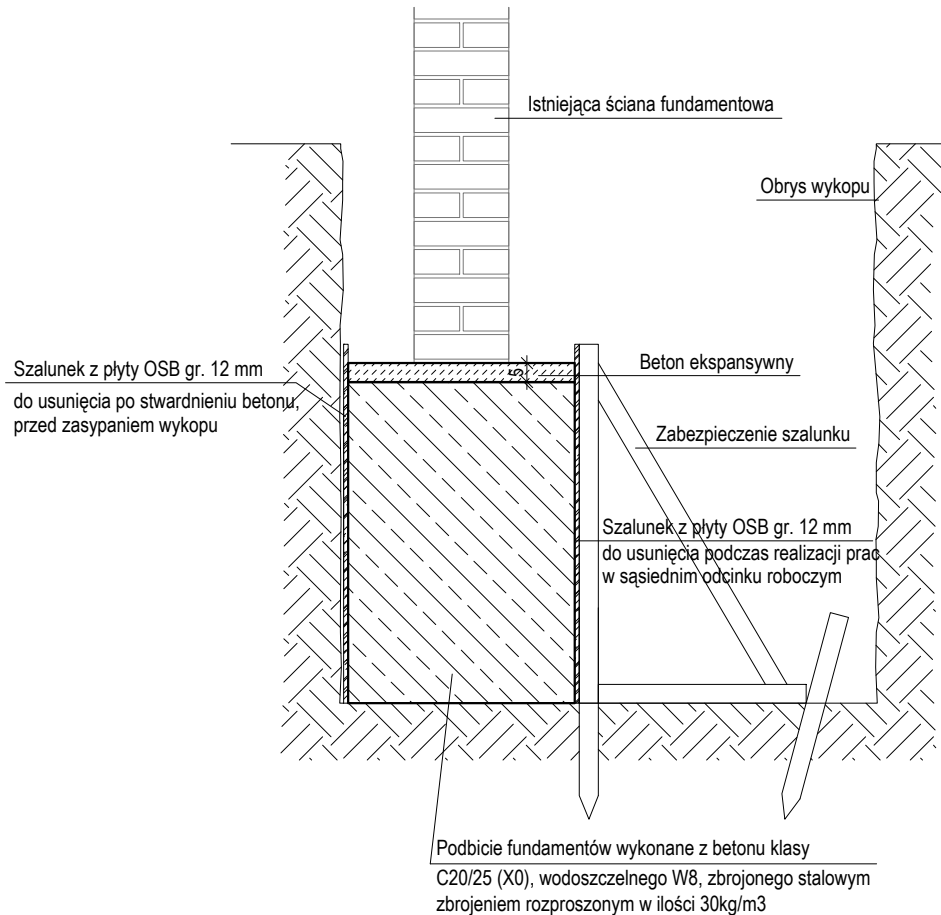 Istniejąca ściana fundamentowa
Obrys wykopu
Szalunek z płyty OSB gr. 12 mm
do usunięcia po stwardnieniu betonu,
przed zasypaniem wykopu
5
Beton ekspansywny
Zabezpieczenie szalunku
Szalunek z płyty OSB gr. 12 mm
do usunięcia podczas realizacji prac
w sąsiednim odcinku roboczym
Podbicie fundamentów wykonane z betonu klasy
C20/25 (X0), wodoszczelnego W8, zbrojonego stalowym
zbrojeniem rozproszonym w ilości 30kg/m3